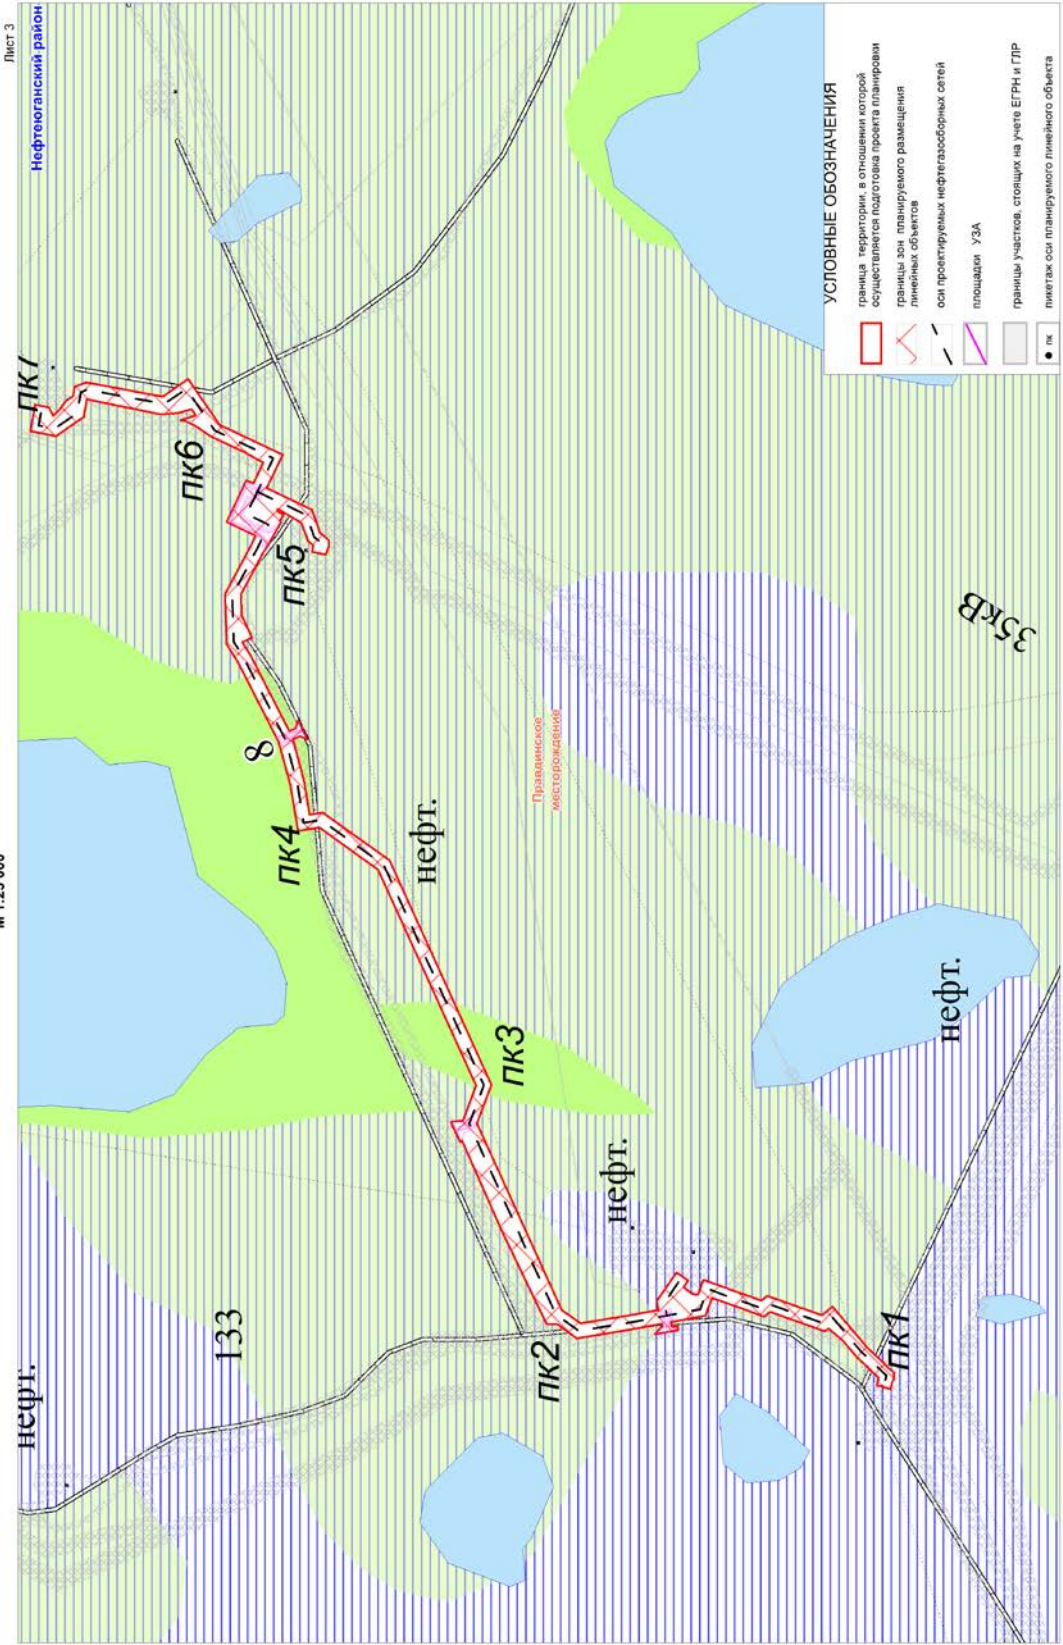 Лист 3
Нефтеюганский район
пк7
пк6
пк5
8
пк4
нефт.
Правдинское
месторождение
35кВ
пк3
нефт.
нефт.
133
пк2
пк1
нефт.
УСЛОВНЫЕ ОБОЗНАЧЕНИЯ
граница территории, в отношении которой
осуществляется подготовка проекта планировки
границы зон планируемого размещения
линейных объектов
оси проектируемых нефтегазосборных сетей
площадки УЗА
границы участков, стоящих на учете ЕГРН и ГЛР
пк
пикетаж оси планируемого линейного объекта